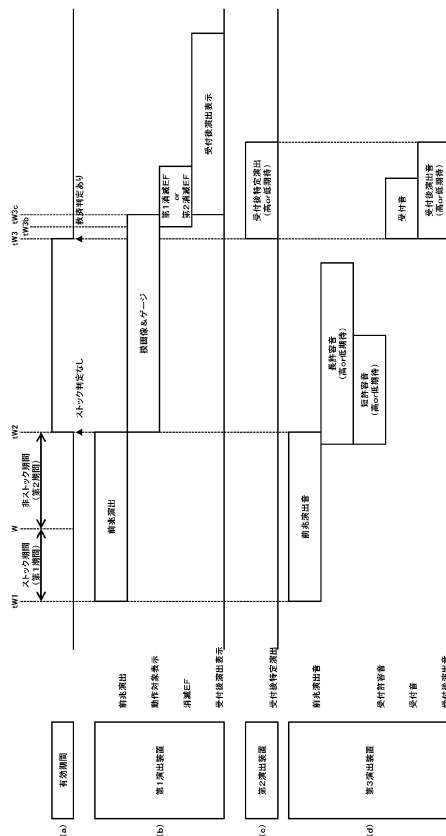 tW1
W
tW2
tW3
tW3b
tW3c
ストック期間
(第1期間)
非ストック期間
(第2期間)
ストック判定なし
救済判定あり
(a)
有効期間
(b)
第1演出装置
前兆演出
動作対象表示
消滅EF
受付後演出表示
前兆演出
操画像&ゲージ
第1消滅EF
or
第2消滅EF
受付後演出表示
(c)
第2演出装置
受付後特定演出
受付後特定演出
(高or低期待)
(d)
第3演出装置
前兆演出音
受付許容音
受付音
受付後演出音
前兆演出音
長許容音
(高or低期待)
短許容音
(高or低期待)
受付音
受付後演出音
(高or低期待)